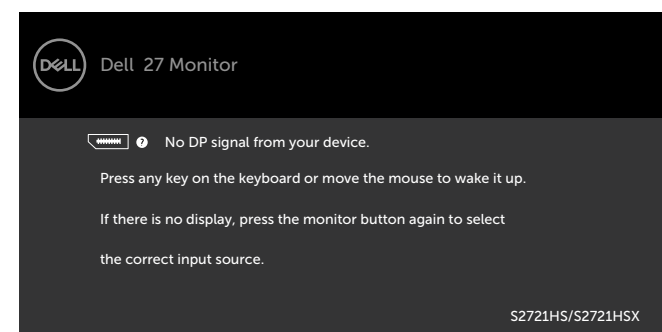 DELL
Dell 27 Monitor
? No DP signal from your device.
Press any key on the keyboard or move the mouse to wake it up.
If there is no display, press the monitor button again to select
the correct input source.
S2721HS/S2721HSX